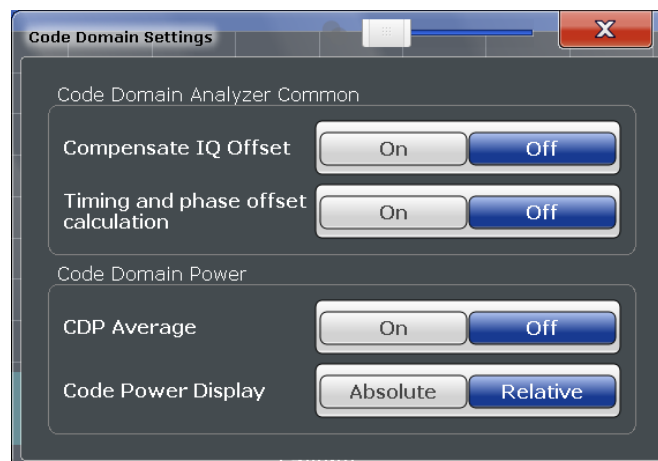 Code Domain Settings
X
Code Domain Analyzer Common
Compensate IQ Offset On Off
Timing and phase offset
calculation On Off
Code Domain Power
CDP Average On Off
Code Power Display Absolute Relative